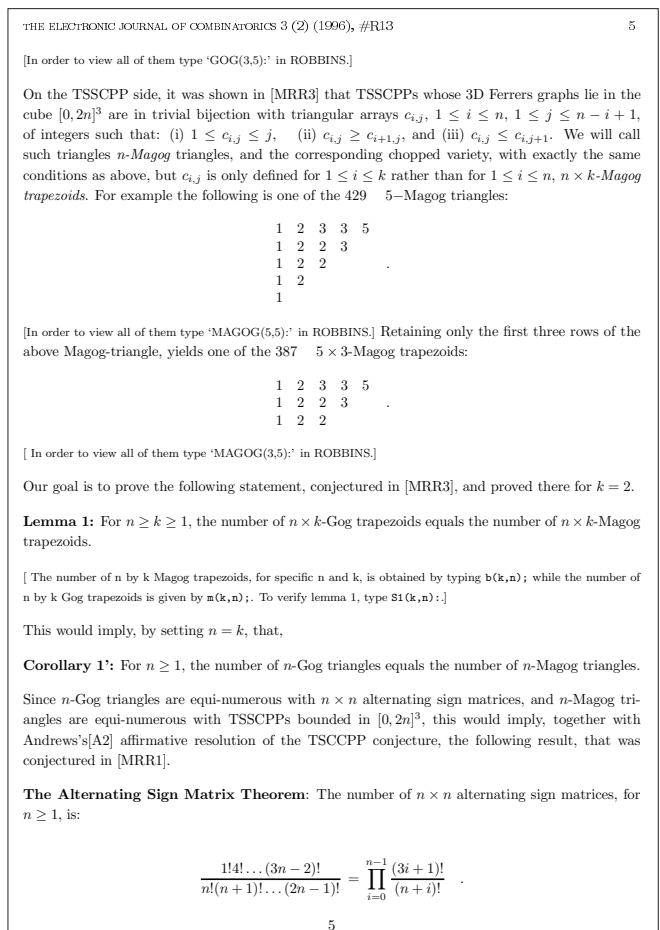 THE ELECTRONIC JOURNAL OF COMBINATORICS 3 (2) (1996), #R13 5
[In order to view all of them type ‘GOG(3,5):’ in ROBBINS.]
On the TSSCPP side, it was shown in [MRR3] that TSSCPPs whose 3D Ferrers graphs lie in the
cube [0, 2n]^3 are in trivial bijection with triangular arrays c_{i,j}, 1 ≤ i ≤ n, 1 ≤ j ≤ n − i + 1,
of integers such that: (i) 1 ≤ c_{i,j} ≤ j, (ii) c_{i,j} ≥ c_{i+1,j}, and (iii) c_{i,j} ≤ c_{i,j+1}. We will call
such triangles n-Magog triangles, and the corresponding chopped variety, with exactly the same
conditions as above, but c_{i,j} is only defined for 1 ≤ i ≤ k rather than for 1 ≤ i ≤ n, n × k-Magog
trapezoids. For example the following is one of the 429 5−Magog triangles:
1 2 3 3 5
1 2 2 3
1 2 2 .
1 2
1
[In order to view all of them type ‘MAGOG(5,5):’ in ROBBINS.] Retaining only the first three rows of the
above Magog-triangle, yields one of the 387 5 × 3-Magog trapezoids:
1 2 3 3 5
1 2 2 3 .
1 2 2
[ In order to view all of them type ‘MAGOG(3,5):’ in ROBBINS.]
Our goal is to prove the following statement, conjectured in [MRR3], and proved there for k = 2.
Lemma 1: For n ≥ k ≥ 1, the number of n × k-Gog trapezoids equals the number of n × k-Magog
trapezoids.
[ The number of n by k Magog trapezoids, for specific n and k, is obtained by typing b(k,n); while the number of
n by k Gog trapezoids is given by m(k,n);. To verify lemma 1, type S1(k,n):.]
This would imply, by setting n = k, that,
Corollary 1’: For n ≥ 1, the number of n-Gog triangles equals the number of n-Magog triangles.
Since n-Gog triangles are equi-numerous with n × n alternating sign matrices, and n-Magog tri-
angles are equi-numerous with TSSCPPs bounded in [0, 2n]^3, this would imply, together with
Andrews’s[A2] affirmative resolution of the TSCCPP conjecture, the following result, that was
conjectured in [MRR1].
The Alternating Sign Matrix Theorem: The number of n × n alternating sign matrices, for
n ≥ 1, is:
\frac{1!4! . . . (3n − 2)!}{n!(n + 1)! . . . (2n − 1)!} = \prod_{i=0}^{n−1} \frac{(3i + 1)!}{(n + i)!} .
5